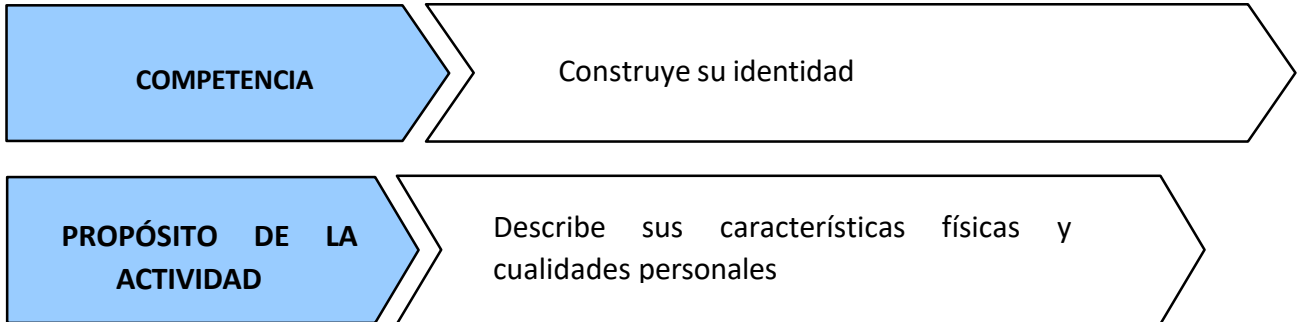 COMPETENCIA
Construye su identidad
PROPÓSITO DE LA
ACTIVIDAD
Describe sus características físicas y
cualidades personales